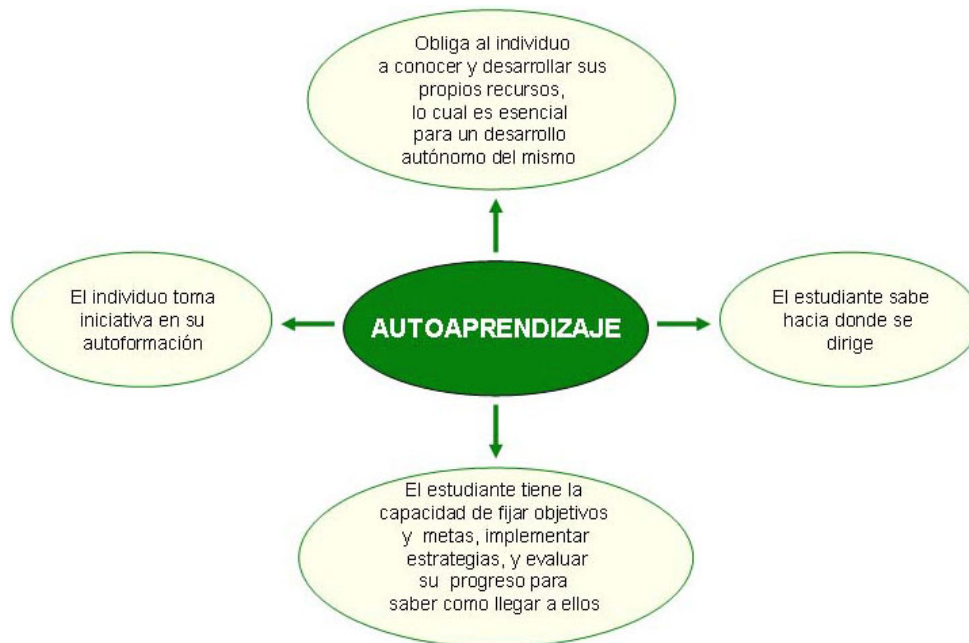 Obliga al individuo
a conocer y desarrollar sus
propios recursos,
lo cual es esencial
para un desarrollo
autónomo del mismo
El individuo toma
iniciativa en su
autoformación
AUTOAPRENDIZAJE
El estudiante sabe
hacia donde se
dirige
El estudiante tiene la
capacidad de fijar objetivos
y metas, implementar
estrategias, y evaluar
su progreso para
saber como llegar a ellos